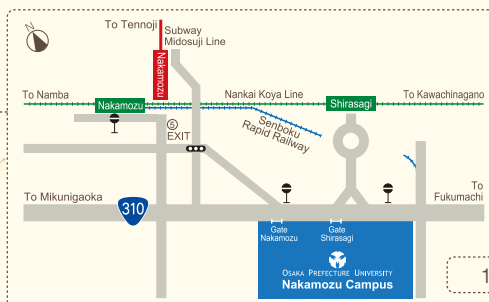 N
To Tennoji
Subway
Midosuji Line
Nakamozu
To Namba
Nakamozu
Nankai Koya Line
Shirasagi
To Kawachinagano
Senboku
Rapid Railway
⑤
EXIT
To Mikunigaoka
310
To
Fukumachi
Gate
Nakamozu
Gate
Shirasagi
OSAKA PREFECTURE UNIVERSITY
Nakamozu Campus
1